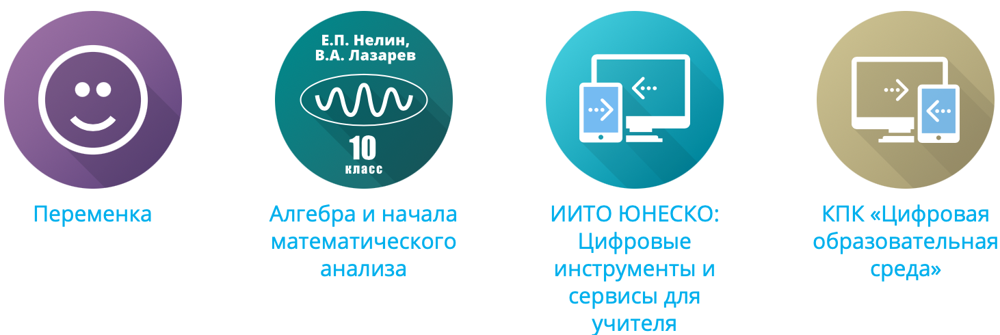 Е.П. Нелин,
В.А. Лазарев
10
класс
Переменка
Алгебра и начала
математического
анализа
ИИТО ЮНЕСКО:
Цифровые
инструменты и
сервисы для
учителя
КПК «Цифровая
образовательная
среда»